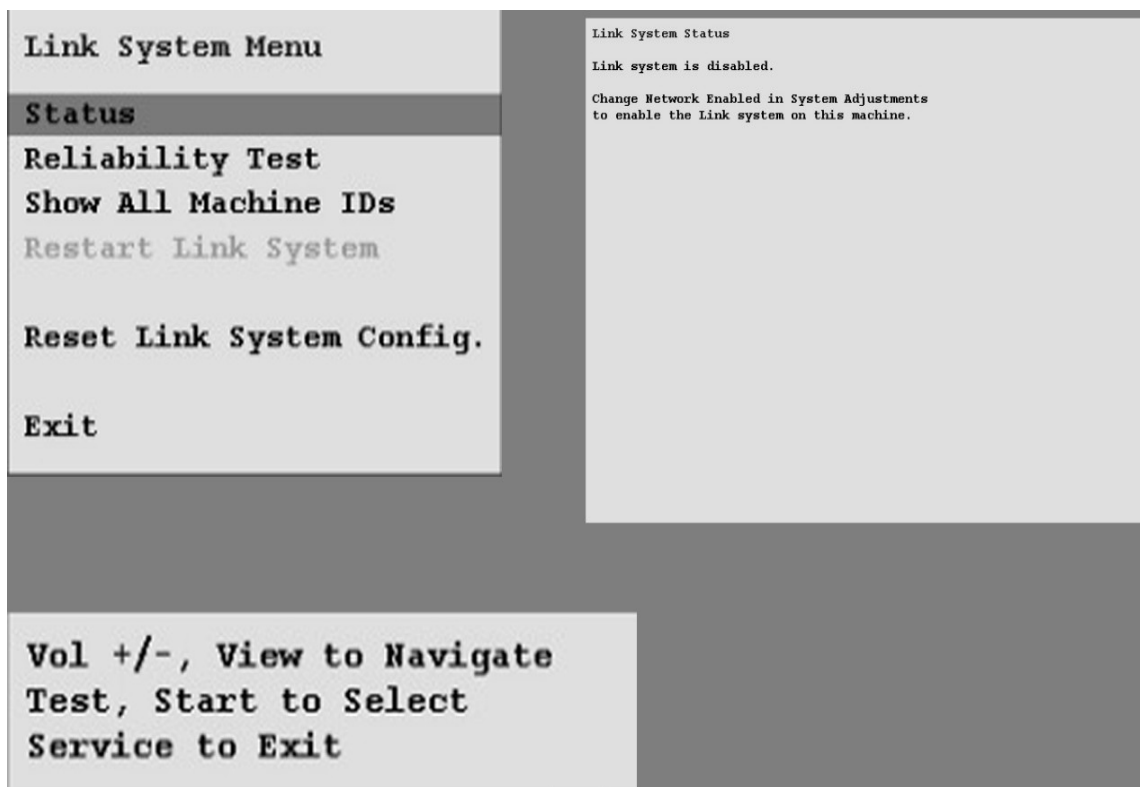 Link System Menu
Status
Reliability Test
Show All Machine IDs
Restart Link System
Reset Link System Config.
Exit
Link System Status
Link system is disabled.
Change Network Enabled in System Adjustments
to enable the Link system on this machine.
Vol +/-, View to Navigate
Test, Start to Select
Service to Exit